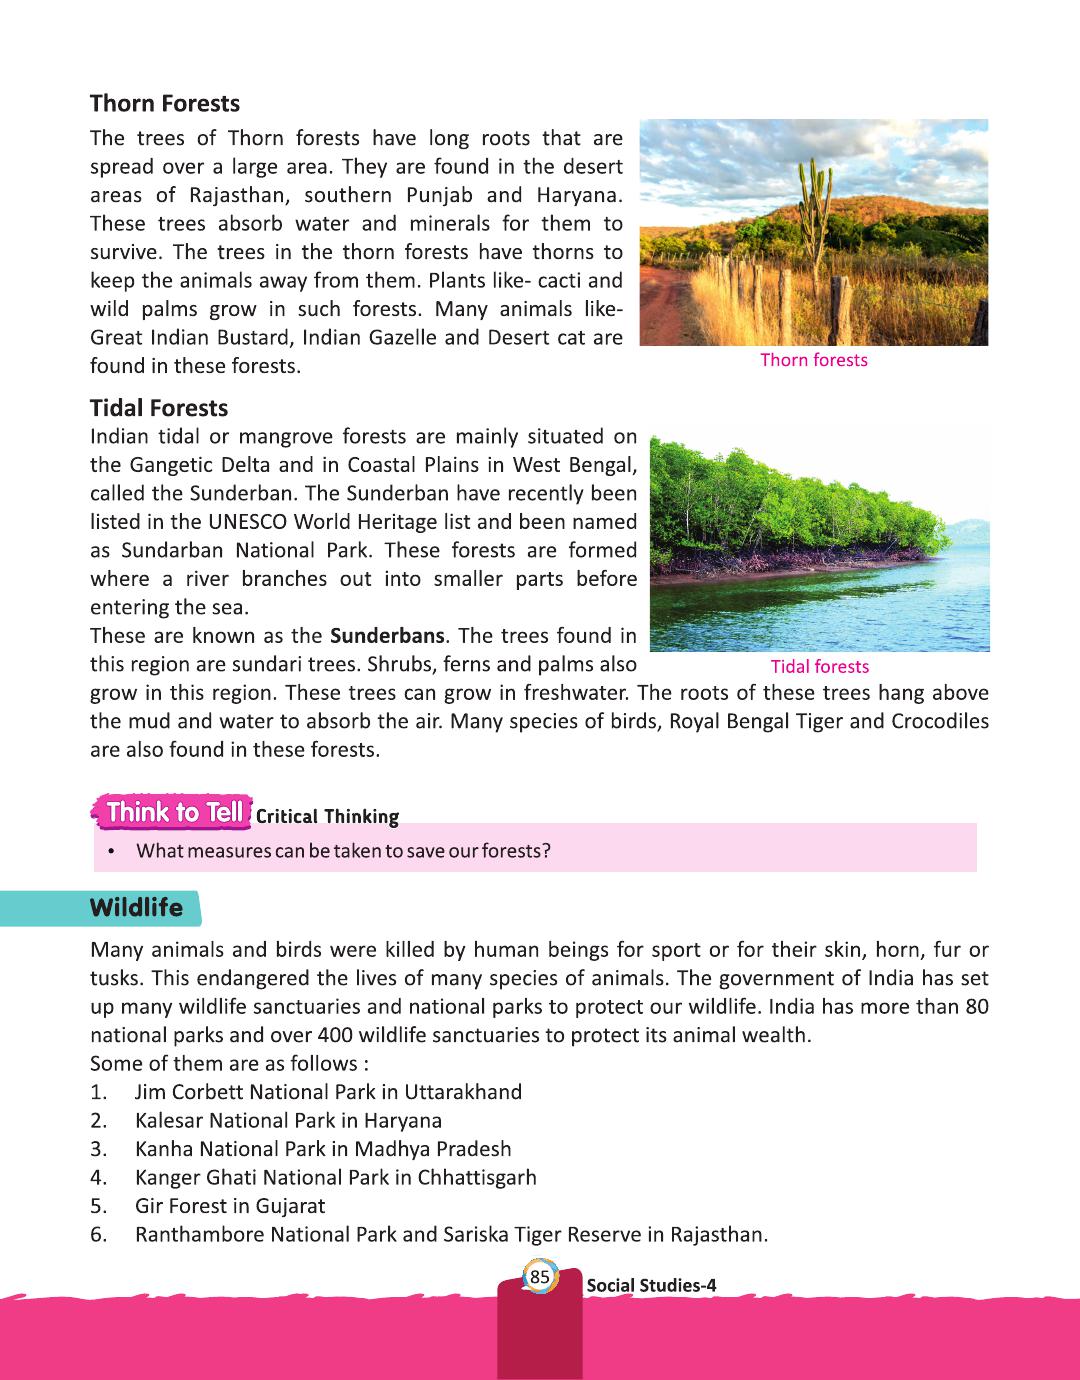 Thorn Forests
The trees of Thorn forests have long roots that are
spread over a large area. They are found in the desert
areas of Rajasthan, southern Punjab and Haryana.
These trees absorb water and minerals for them to
survive. The trees in the thorn forests have thorns to
keep the animals away from them. Plants like- cacti and
wild palms grow in such forests. Many animals like-
Great Indian Bustard, Indian Gazelle and Desert cat are
found in these forests.
Thorn forests
Tidal Forests
Indian tidal or mangrove forests are mainly situated on
the Gangetic Delta and in Coastal Plains in West Bengal,
called the Sunderban. The Sunderban have recently been
listed in the UNESCO World Heritage list and been named
as Sundarban National Park. These forests are formed
where a river branches out into smaller parts before
entering the sea.
These are known as the Sunderbans. The trees found in
this region are sundari trees. Shrubs, ferns and palms also
Tidal forests
grow in this region. These trees can grow in freshwater. The roots of these trees hang above
the mud and water to absorb the air. Many species of birds, Royal Bengal Tiger and Crocodiles
are also found in these forests.
Think to Tell Critical Thinking
• What measures can be taken to save our forests?
Wildlife
Many animals and birds were killed by human beings for sport or for their skin, horn, fur or
tusks. This endangered the lives of many species of animals. The government of India has set
up many wildlife sanctuaries and national parks to protect our wildlife. India has more than 80
national parks and over 400 wildlife sanctuaries to protect its animal wealth.
Some of them are as follows :
1. Jim Corbett National Park in Uttarakhand
2. Kalesar National Park in Haryana
3. Kanha National Park in Madhya Pradesh
4. Kanger Ghati National Park in Chhattisgarh
5. Gir Forest in Gujarat
6. Ranthambore National Park and Sariska Tiger Reserve in Rajasthan.
85 Social Studies-4